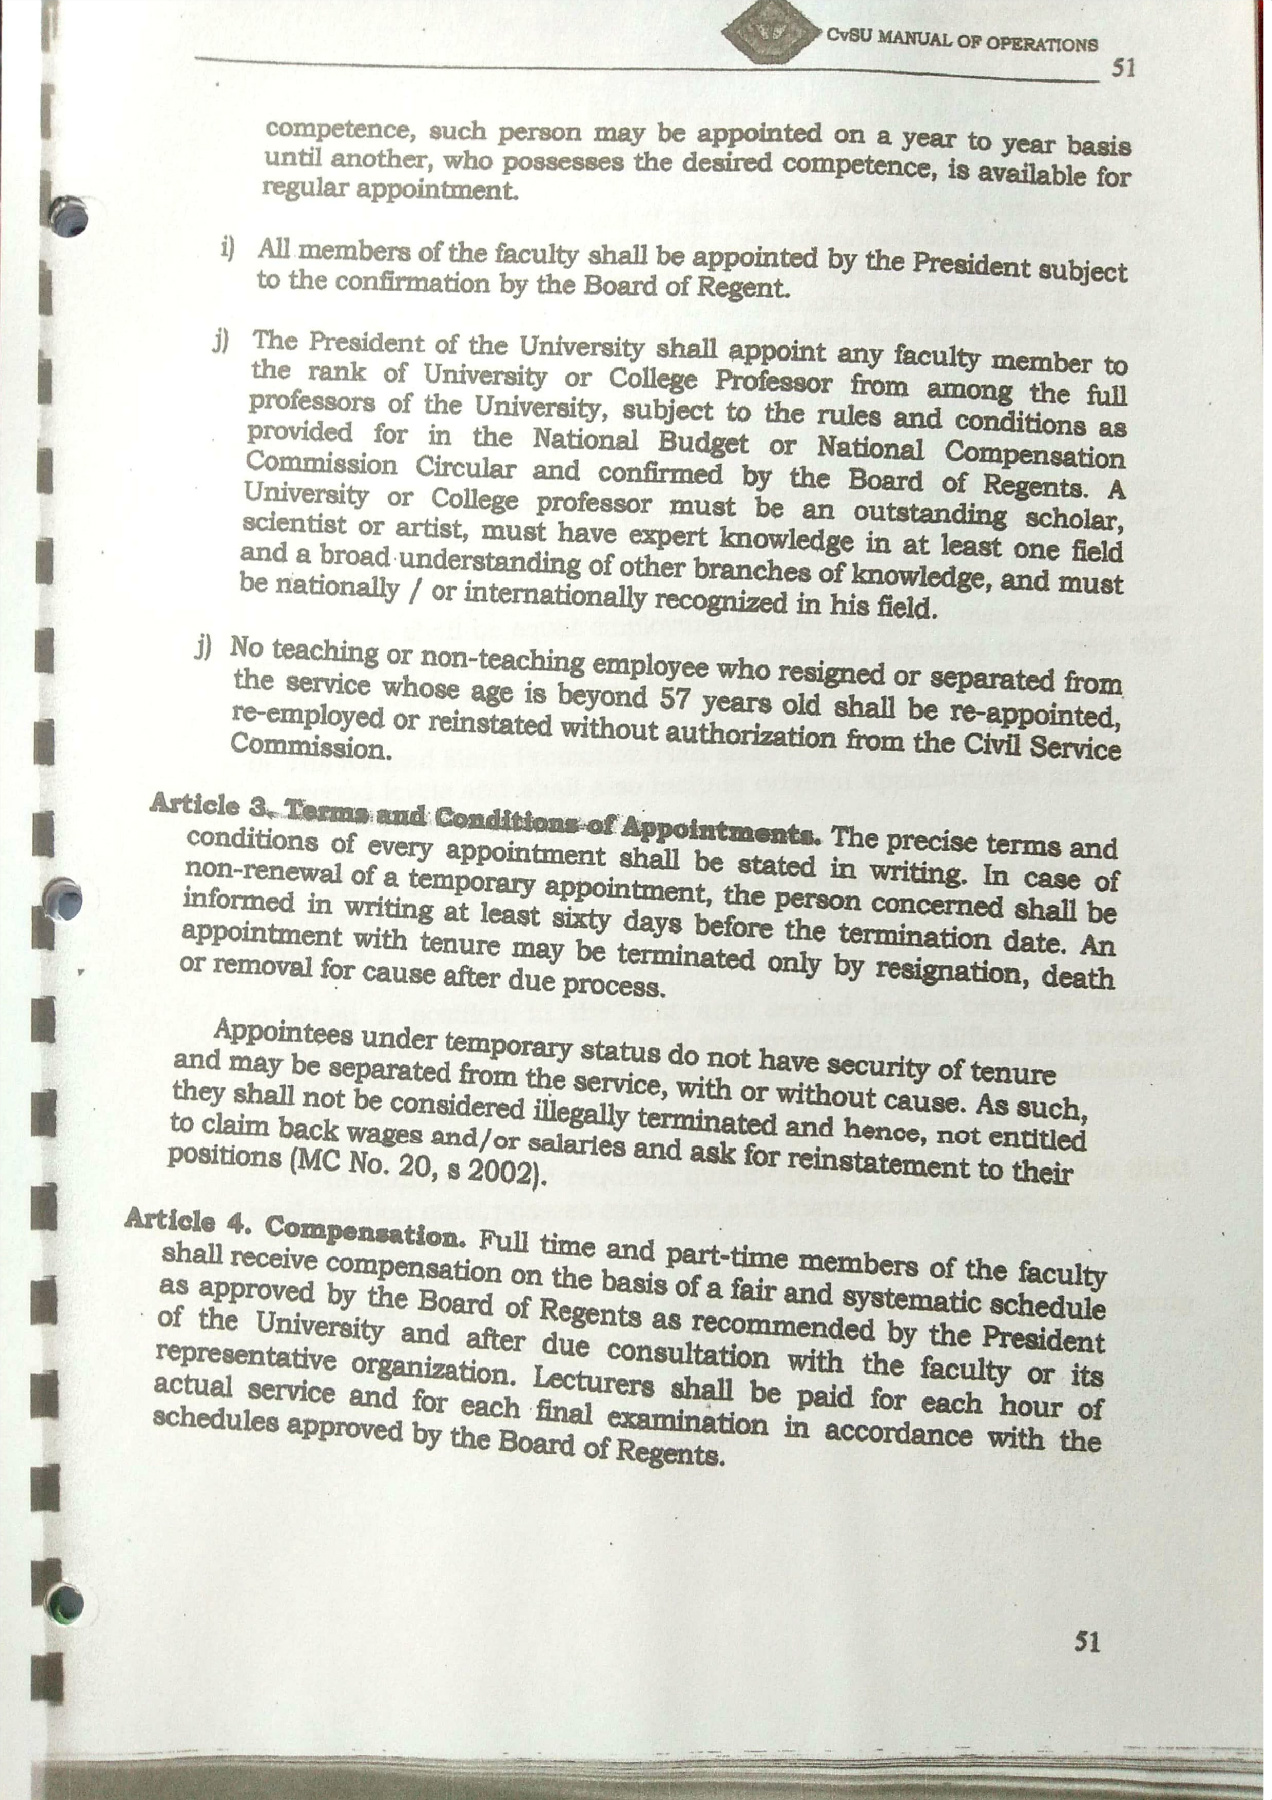 CvSU MANUAL OF OPERATIONS
51
competence, such person may be appointed on a year to year basis
until another, who possesses the desired competence, is available for
regular appointment.
i) All members of the faculty shall be appointed by the President subject
to the confirmation by the Board of Regent.
j) The President of the University shall appoint any faculty member to
the rank of University or College Professor from among the full
professors of the University, subject to the rules and conditions as
provided for in the National Budget or National Compensation
Commission Circular and confirmed by the Board of Regents. A
University or College professor must be an outstanding scholar,
scientist or artist, must have expert knowledge in at least one field
and a broad understanding of other branches of knowledge, and must
be nationally / or internationally recognized in his field.
j) No teaching or non-teaching employee who resigned or separated from
the service whose age is beyond 57 years old shall be re-appointed,
re-employed or reinstated without authorization from the Civil Service
Commission.
Article 3. Terms and Conditions of Appointments. The precise terms and
conditions of every appointment shall be stated in writing. In case of
non-renewal of a temporary appointment, the person concerned shall be
informed in writing at least sixty days before the termination date. An
appointment with tenure may be terminated only by resignation, death
or removal for cause after due process.
Appointees under temporary status do not have security of tenure
and may be separated from the service, with or without cause. As such,
they shall not be considered illegally terminated and hence, not entitled
to claim back wages and/or salaries and ask for reinstatement to their
positions (MC No. 20, s 2002).
Article 4. Compensation. Full time and part-time members of the faculty
shall receive compensation on the basis of a fair and systematic schedule
as approved by the Board of Regents as recommended by the President
of the University and after due consultation with the faculty or its
representative organization. Lecturers shall be paid for each hour of
actual service and for each final examination in accordance with the
schedules approved by the Board of Regents.
51